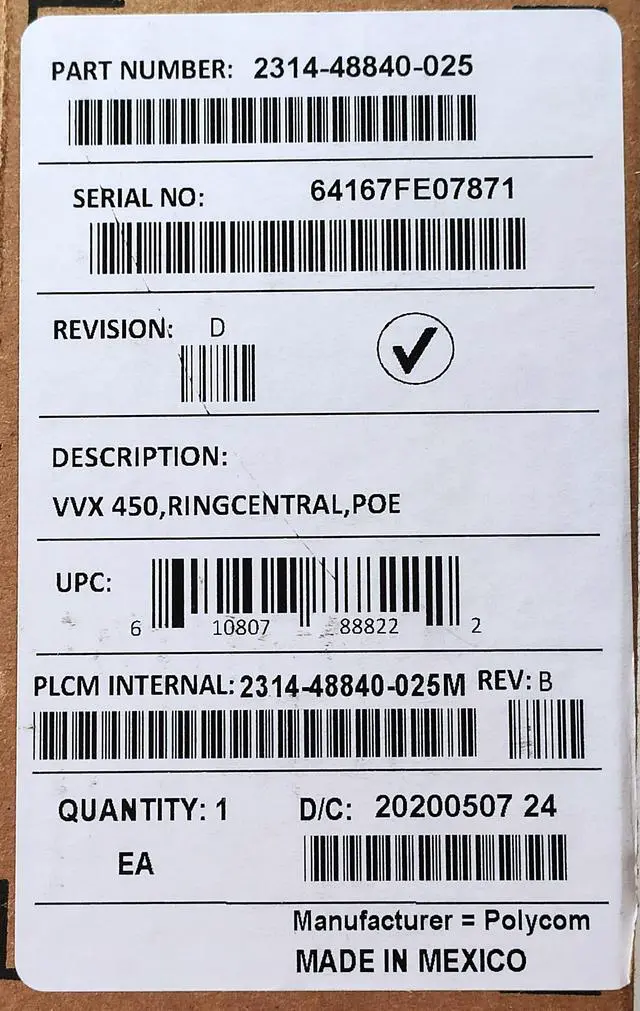 PART NUMBER: 2314-48840-025
SERIAL NO: 64167FE07871
REVISION: D
DESCRIPTION:
VVX 450,RINGCENTRAL,POE
UPC:
6 10807 88822 2
PLCM INTERNAL: 2314-48840-025M REV: B
QUANTITY: 1 D/C: 20200507 24
EA
Manufacturer = Polycom
MADE IN MEXICO